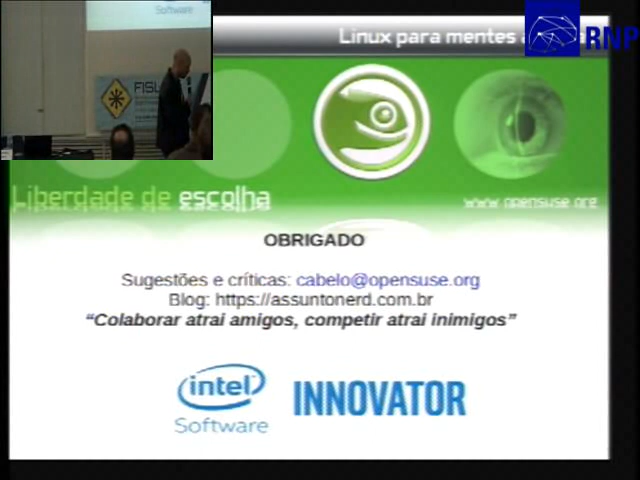 Software
Linux para mentes
RNP
FISL
Liberdade de escolha
www.opensuse.org
OBRIGADO
Sugestões e críticas: cabelo@opensuse.org
Blog: https://assuntonerd.com.br
“Colaborar atrai amigos, competir atrai inimigos”
intel
Software
INNOVATOR